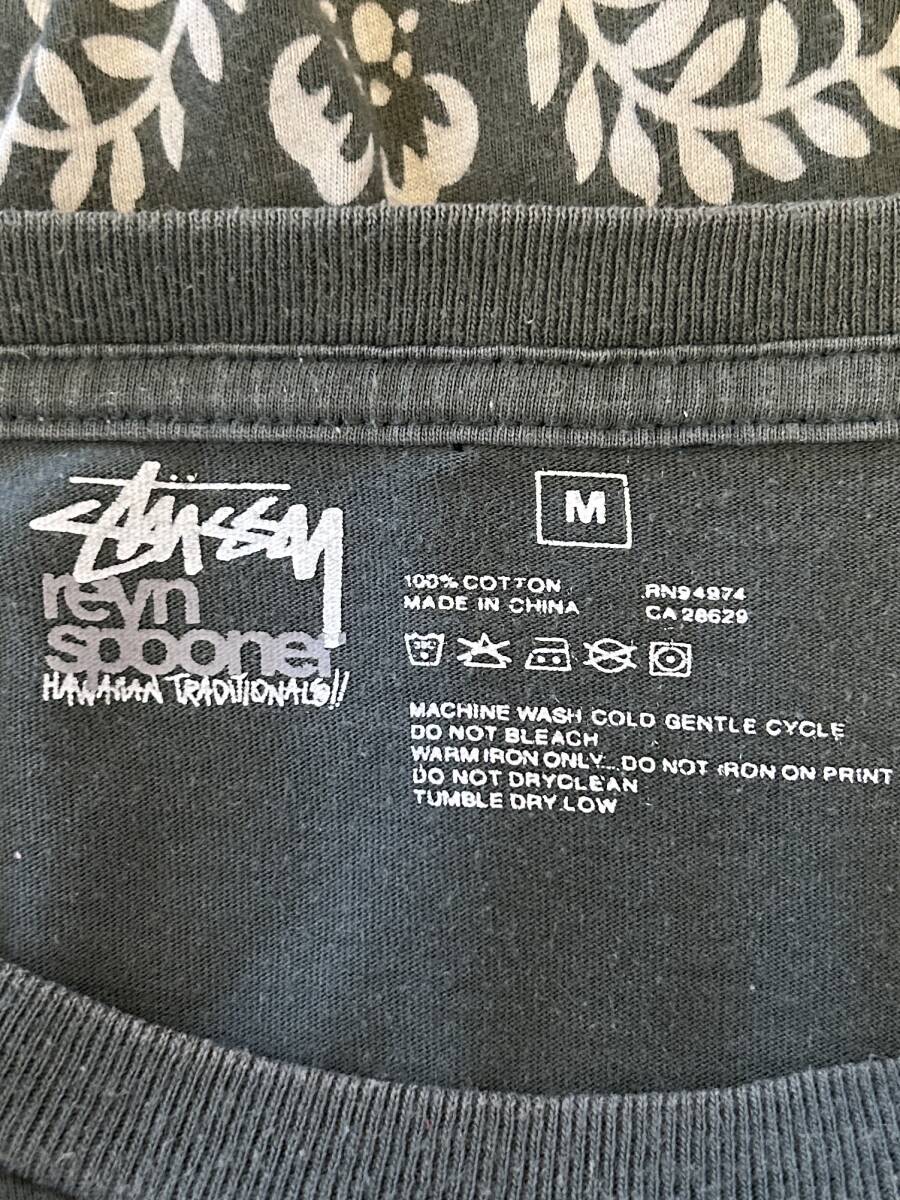 Stüssy
reyn
spooner
HAWAIIAN TRADITIONALS!!
M
100% COTTON
MADE IN CHINA
RN94974
CA 28629
MACHINE WASH COLD GENTLE CYCLE
DO NOT BLEACH
WARM IRON ONLY...DO NOT IRON ON PRINT
DO NOT DRYCLEAN
TUMBLE DRY LOW